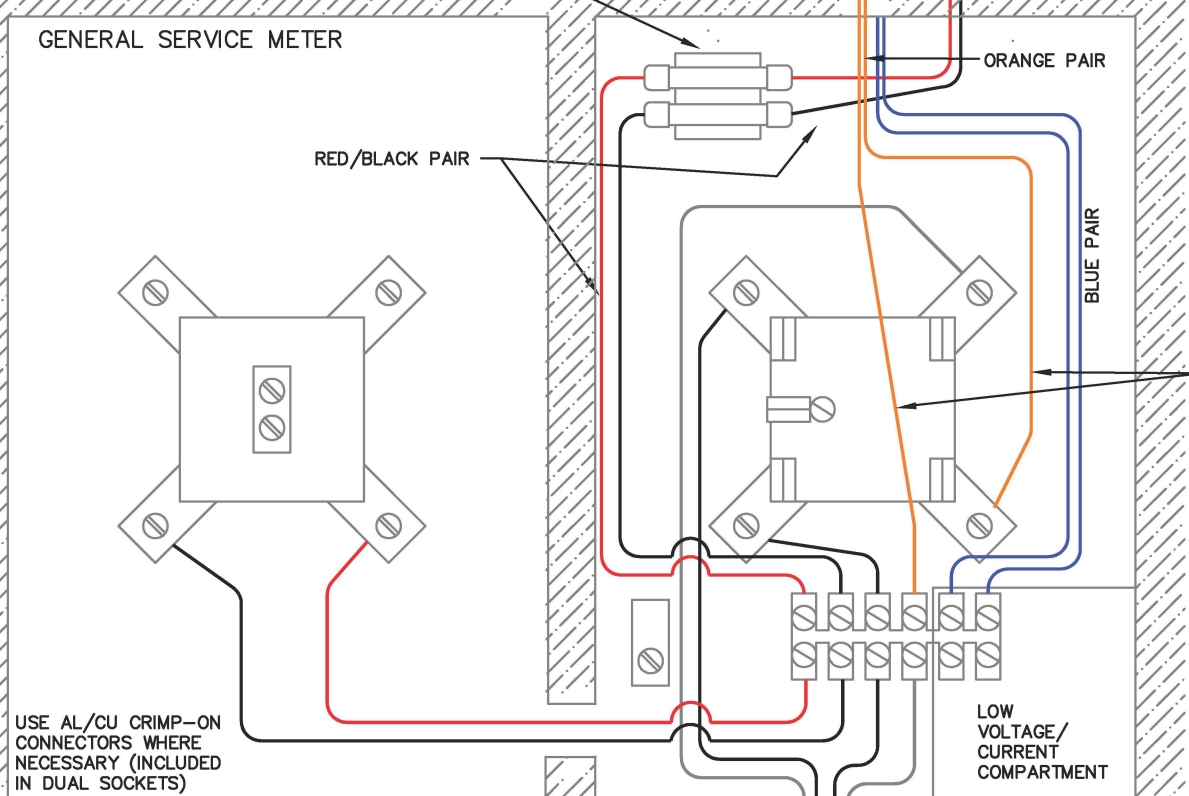 GENERAL SERVICE METER
ORANGE PAIR
RED/BLACK PAIR
BLUE PAIR
USE AL/CU CRIMP-ON
CONNECTORS WHERE
NECESSARY (INCLUDED
IN DUAL SOCKETS)
LOW
VOLTAGE/
CURRENT
COMPARTMENT